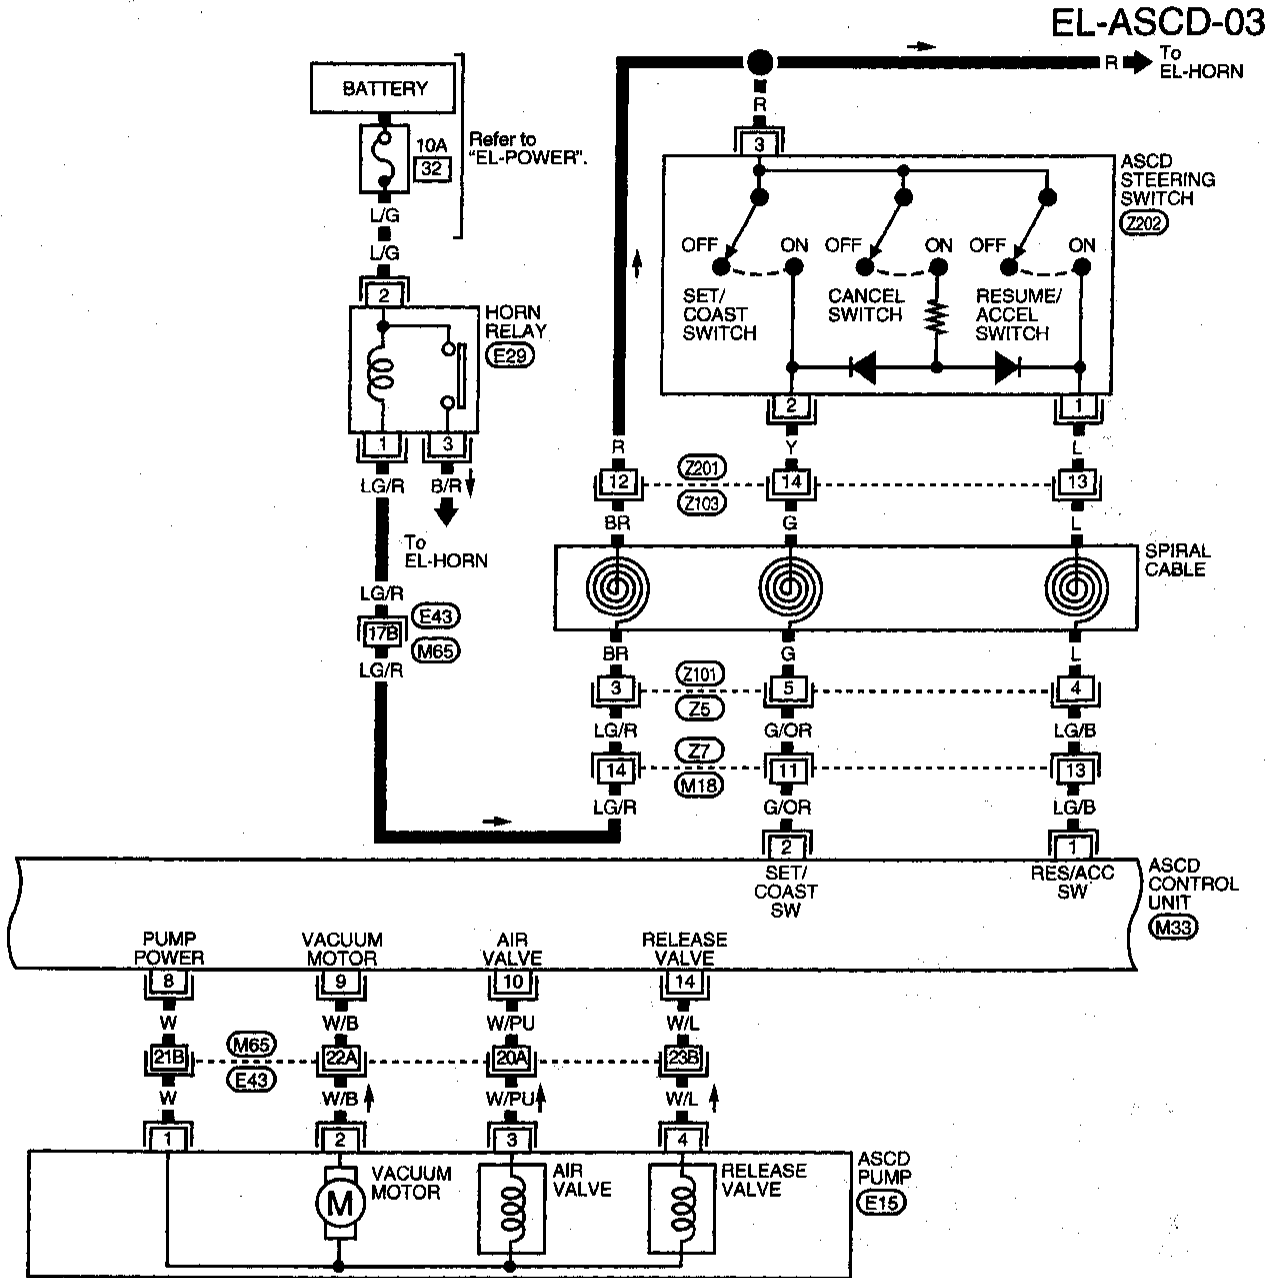 EL-ASCD-03
BATTERY
10A
32
Refer to
"EL-POWER".
L/G
L/G
2
HORN
RELAY
E29
1
3
LG/R
B/R
To
EL-HORN
LG/R
17B
E43
M65
LG/R
R
To
EL-HORN
R
3
ASCD
STEERING
SWITCH
Z202
OFF
ON
OFF
ON
OFF
ON
SET/
COAST
SWITCH
CANCEL
SWITCH
RESUME/
ACCEL
SWITCH
2
1
R
Y
L
12
Z201
Z103
14
13
BR
G
L
SPIRAL
CABLE
BR
G
L
3
Z101
Z5
5
4
LG/R
G/OR
LG/B
14
Z7
M18
11
13
LG/R
G/OR
LG/B
2
1
SET/
COAST
SW
RES/ACC
SW
ASCD
CONTROL
UNIT
M33
PUMP
POWER
VACUUM
MOTOR
AIR
VALVE
RELEASE
VALVE
8
9
10
14
W
W/B
W/PU
W/L
21B
M65
E43
22A
20A
23B
W
W/B
W/PU
W/L
1
2
3
4
VACUUM
MOTOR
M
AIR
VALVE
RELEASE
VALVE
ASCD
PUMP
E15